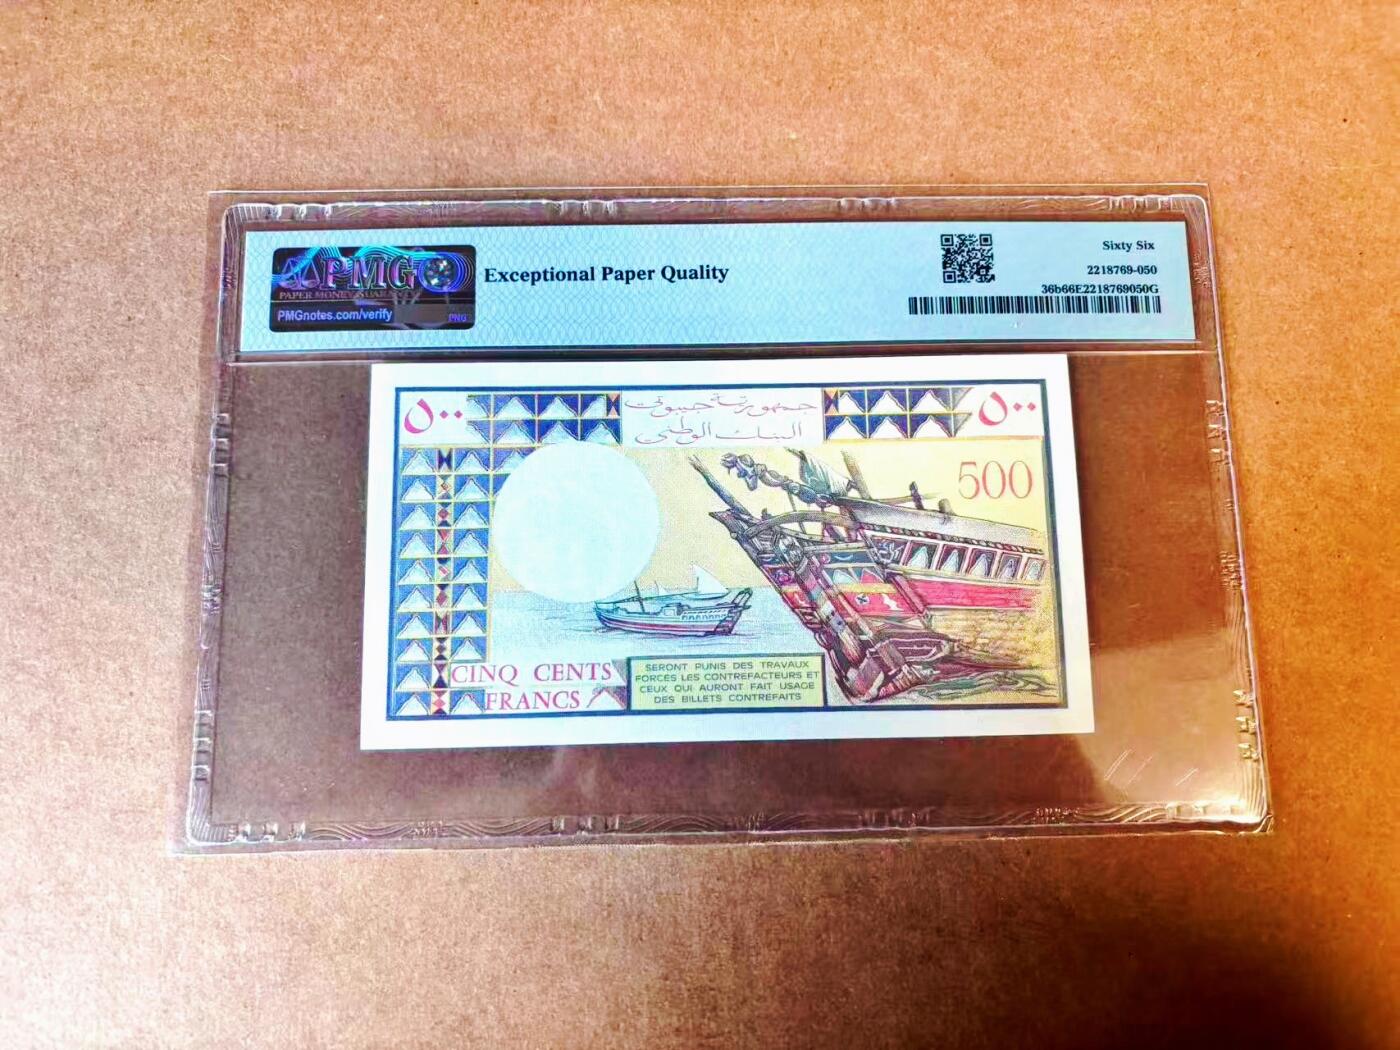 PMG
PAPER MONEY GUARANTY
PMGnotes.com/verify
PNG
Exceptional Paper Quality
Sixty Six
2218769-050
36b66E2218769050G
٥٠٠
جمهورية جيبوتي
البنك الوطني
٥٠٠
500
CINQ CENTS
FRANCS
SERONT PUNIS DES TRAVAUX
FORCÉS LES CONTREFACTEURS ET
CEUX QUI AURONT FAIT USAGE
DES BILLETS CONTREFAITS